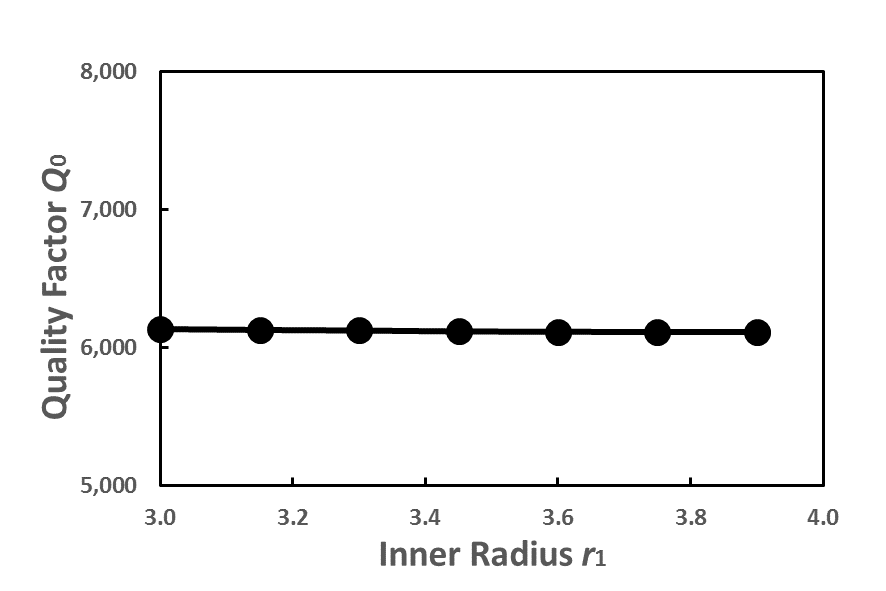 8,000
7,000
6,000
5,000
Quality Factor Q0
3.0 3.2 3.4 3.6 3.8 4.0
Inner Radius r1